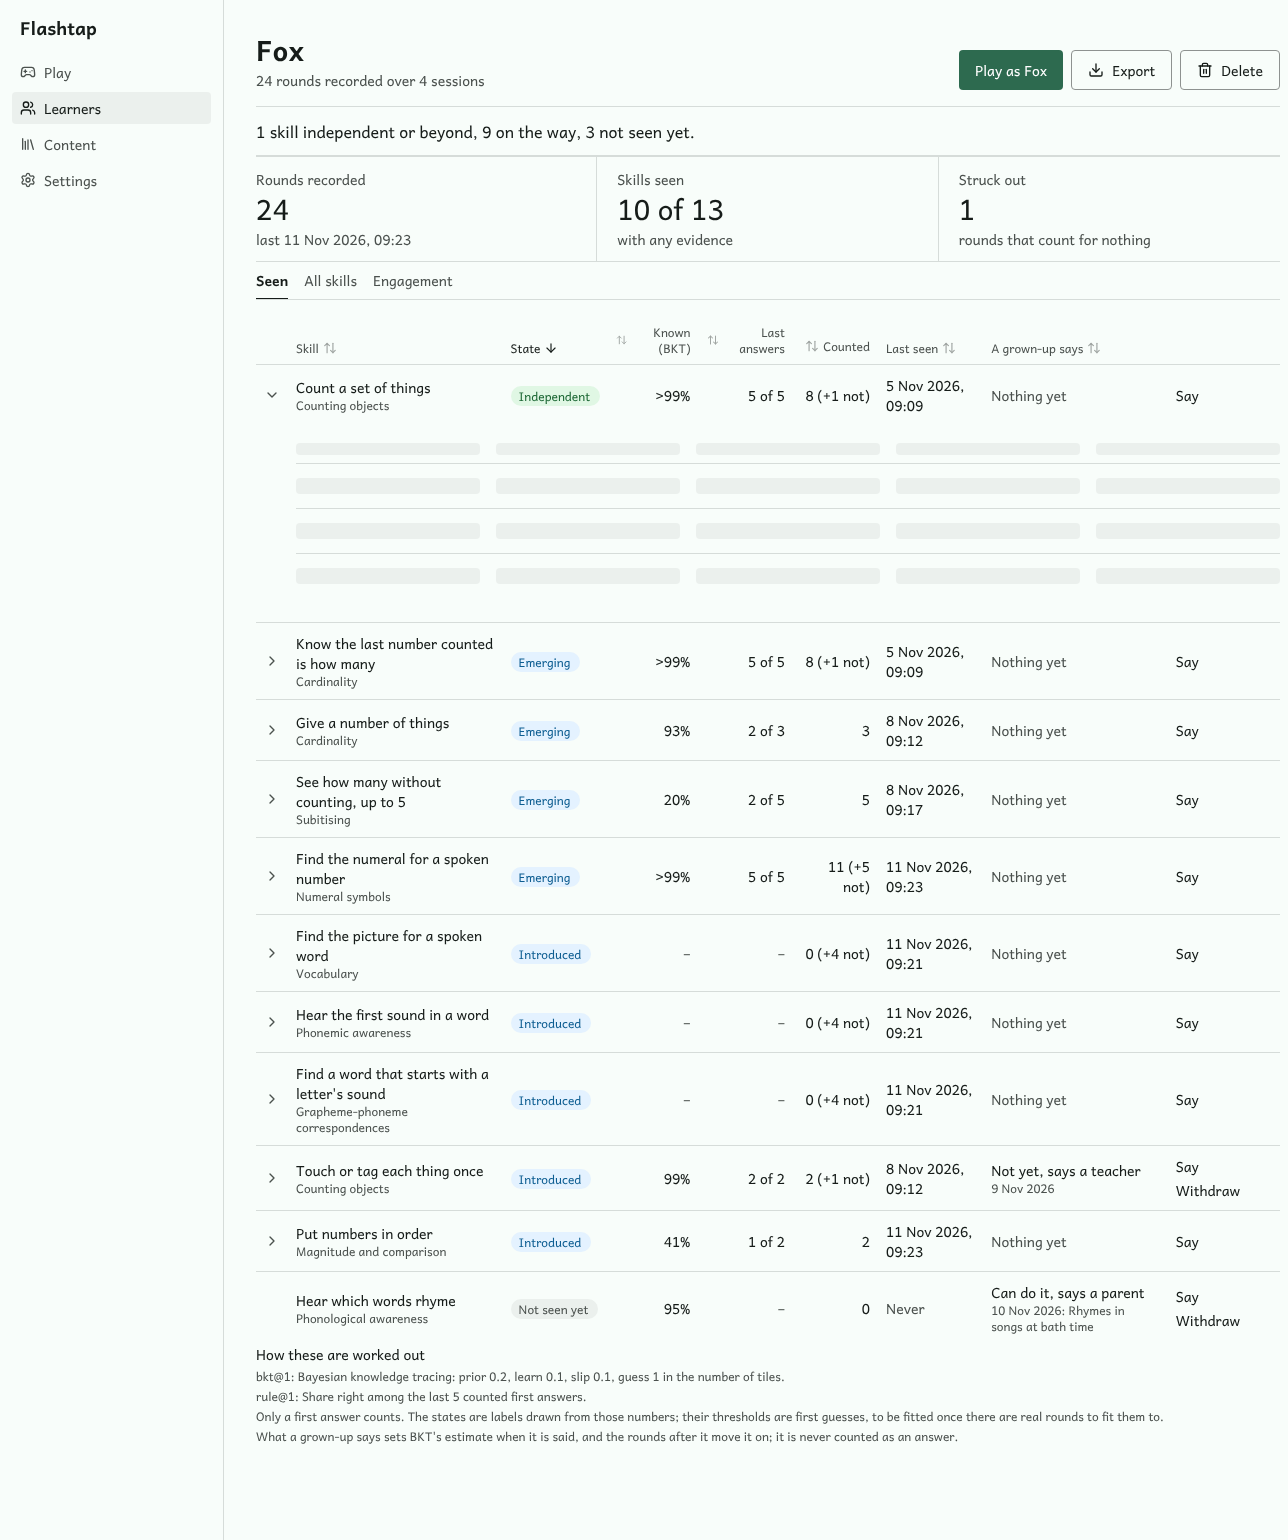 Flashtap
Play
Learners
Content
Settings
Fox
24 rounds recorded over 4 sessions
Play as Fox
Export
Delete
1 skill independent or beyond, 9 on the way, 3 not seen yet.
Rounds recorded
24
last 11 Nov 2026, 09:23
Skills seen
10 of 13
with any evidence
Struck out
1
rounds that count for nothing
Seen
All skills
Engagement
Skill
State
Known
(BKT)
Last
answers
Counted
Last seen
A grown-up says
Count a set of things
Counting objects
Independent
>99%
5 of 5
8 (+1 not)
5 Nov 2026,
09:09
Nothing yet
Say
Know the last number counted
is how many
Cardinality
Emerging
>99%
5 of 5
8 (+1 not)
5 Nov 2026,
09:09
Nothing yet
Say
Give a number of things
Cardinality
Emerging
93%
2 of 3
3
8 Nov 2026,
09:12
Nothing yet
Say
See how many without
counting, up to 5
Subitising
Emerging
20%
2 of 5
5
8 Nov 2026,
09:17
Nothing yet
Say
Find the numeral for a spoken
number
Numeral symbols
Emerging
>99%
5 of 5
11 (+5
not)
11 Nov 2026,
09:23
Nothing yet
Say
Find the picture for a spoken
word
Vocabulary
Introduced
–
–
0 (+4 not)
11 Nov 2026,
09:21
Nothing yet
Say
Hear the first sound in a word
Phonemic awareness
Introduced
–
–
0 (+4 not)
11 Nov 2026,
09:21
Nothing yet
Say
Find a word that starts with a
letter's sound
Grapheme-phoneme
correspondences
Introduced
–
–
0 (+4 not)
11 Nov 2026,
09:21
Nothing yet
Say
Touch or tag each thing once
Counting objects
Introduced
99%
2 of 2
2 (+1 not)
8 Nov 2026,
09:12
Not yet, says a teacher
9 Nov 2026
Say
Withdraw
Put numbers in order
Magnitude and comparison
Introduced
41%
1 of 2
2
11 Nov 2026,
09:23
Nothing yet
Say
Hear which words rhyme
Phonological awareness
Not seen yet
95%
–
0
Never
Can do it, says a parent
10 Nov 2026: Rhymes in
songs at bath time
Say
Withdraw
How these are worked out
bkt@1: Bayesian knowledge tracing: prior 0.2, learn 0.1, slip 0.1, guess 1 in the number of tiles.
rule@1: Share right among the last 5 counted first answers.
Only a first answer counts. The states are labels drawn from those numbers; their thresholds are first guesses, to be fitted once there are real rounds to fit them to.
What a grown-up says sets BKT's estimate when it is said, and the rounds after it move it on; it is never counted as an answer.